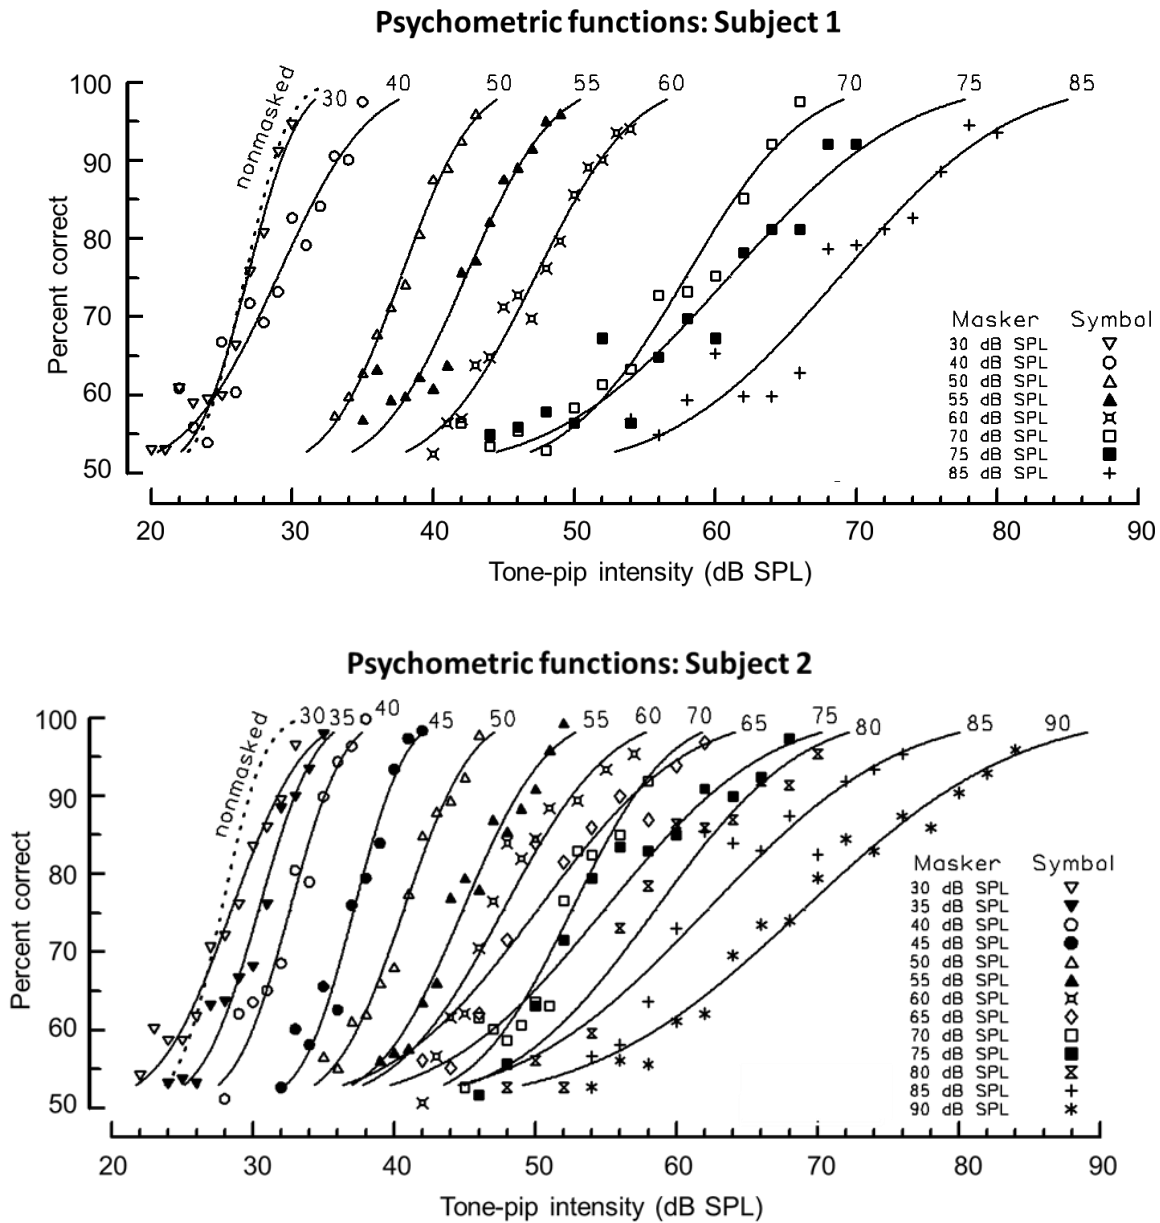 Psychometric functions: Subject 1
nonmasked
30 40 50 55 60 70 75 85
100
90
80
70
60
50
Percent correct
Masker Symbol
30 dB SPL
40 dB SPL
50 dB SPL
55 dB SPL
60 dB SPL
70 dB SPL
75 dB SPL
85 dB SPL
20 30 40 50 60 70 80 90
Tone-pip intensity (dB SPL)
Psychometric functions: Subject 2
nonmasked
30 35 40 45 50 55 60 70 65 75 80 85 90
100
90
80
70
60
50
Percent correct
Masker Symbol
30 dB SPL
35 dB SPL
40 dB SPL
45 dB SPL
50 dB SPL
55 dB SPL
60 dB SPL
65 dB SPL
70 dB SPL
75 dB SPL
80 dB SPL
85 dB SPL
90 dB SPL
20 30 40 50 60 70 80 90
Tone-pip intensity (dB SPL)